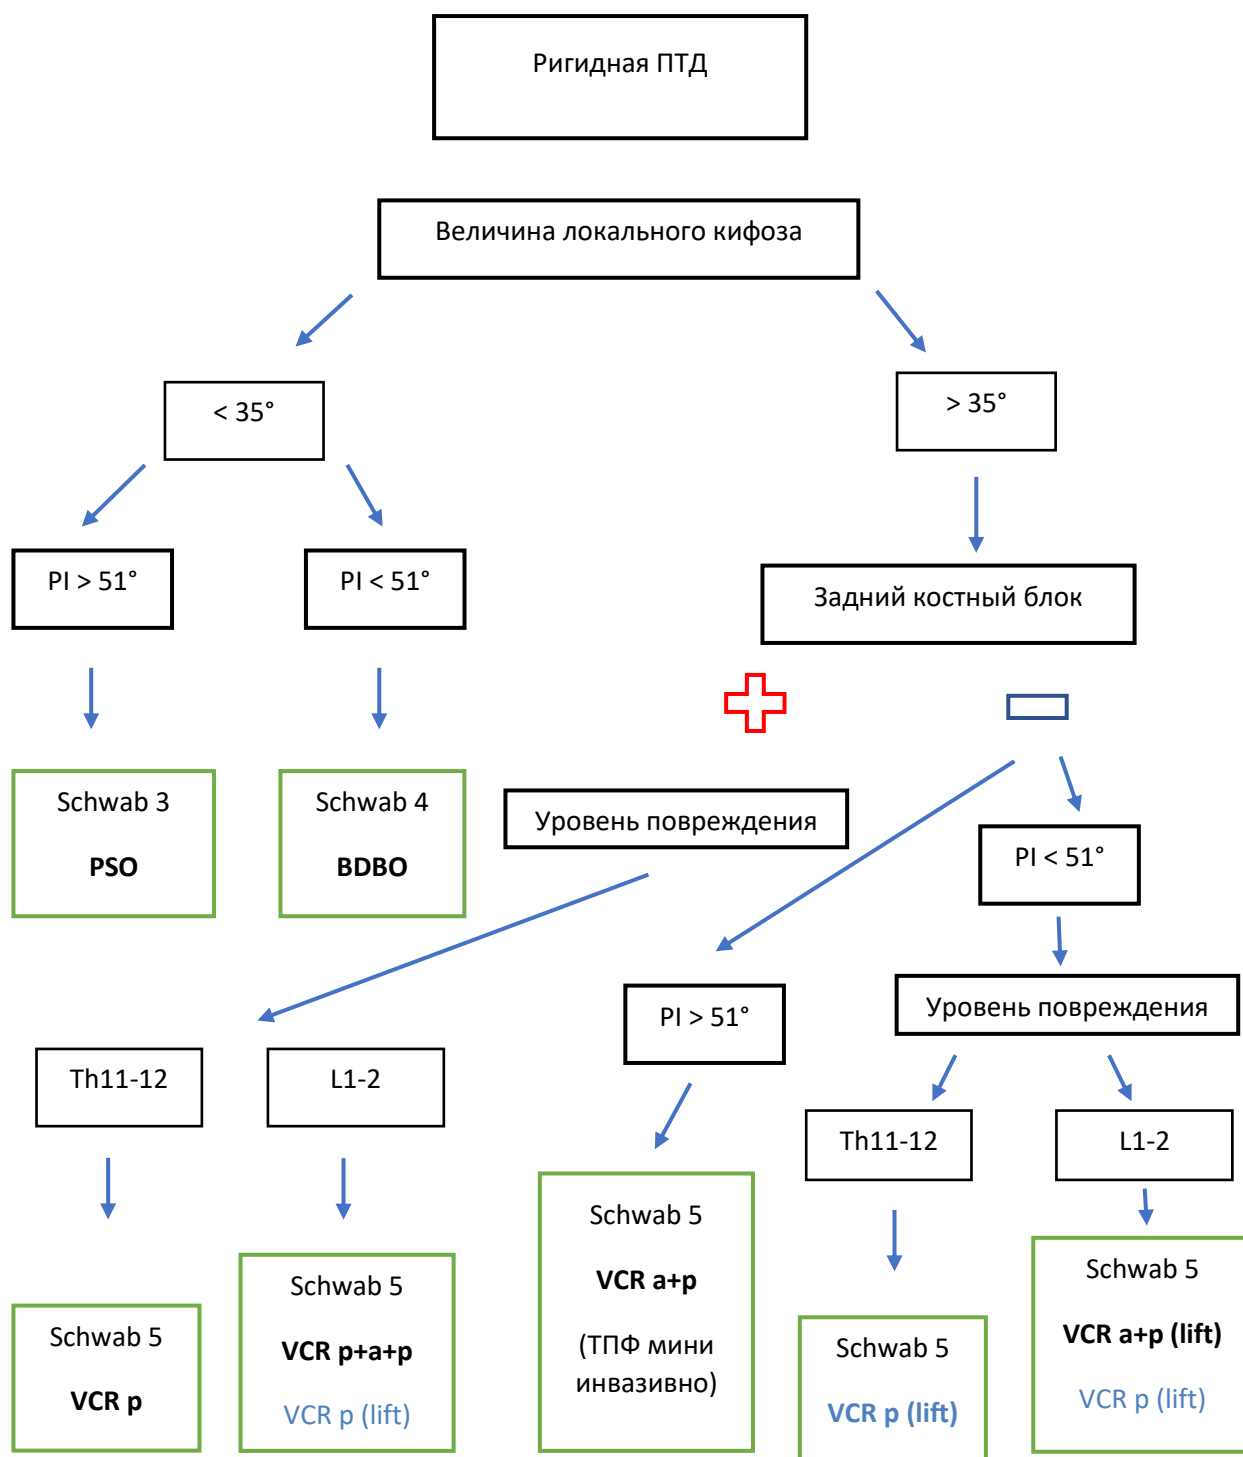 Ригидная ПТД
Величина локального кифоза
< 35°
> 35°
PI > 51°
PI < 51°
Задний костный блок
Schwab 3
PSO
Schwab 4
BDBO
Уровень повреждения
PI < 51°
PI > 51°
Уровень повреждения
Th11-12
L1-2
Th11-12
L1-2
Schwab 5
VCR p
Schwab 5
VCR p+a+p
VCR p (lift)
Schwab 5
VCR a+p
(ТПФ мини
инвазивно)
Schwab 5
VCR p (lift)
Schwab 5
VCR a+p (lift)
VCR p (lift)